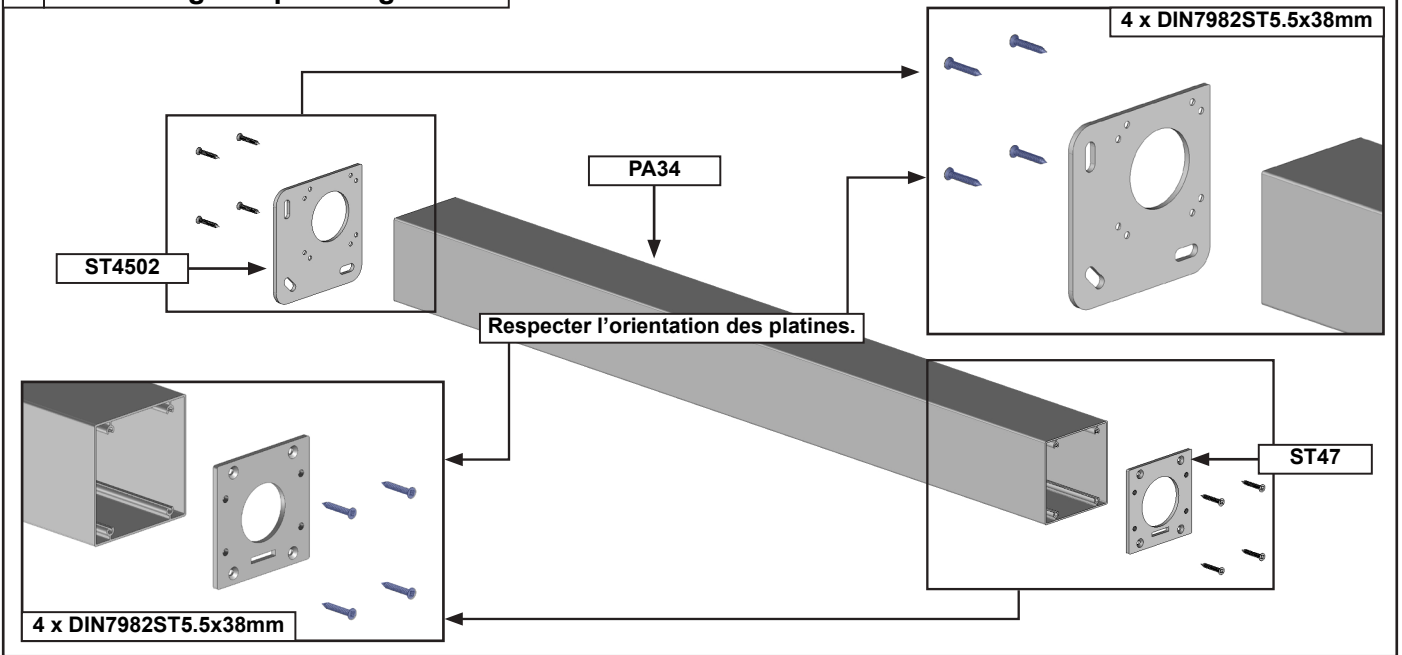 4 x DIN7982ST5.5x38mm
PA34
ST4502
Respecter l’orientation des platines.
ST47
4 x DIN7982ST5.5x38mm